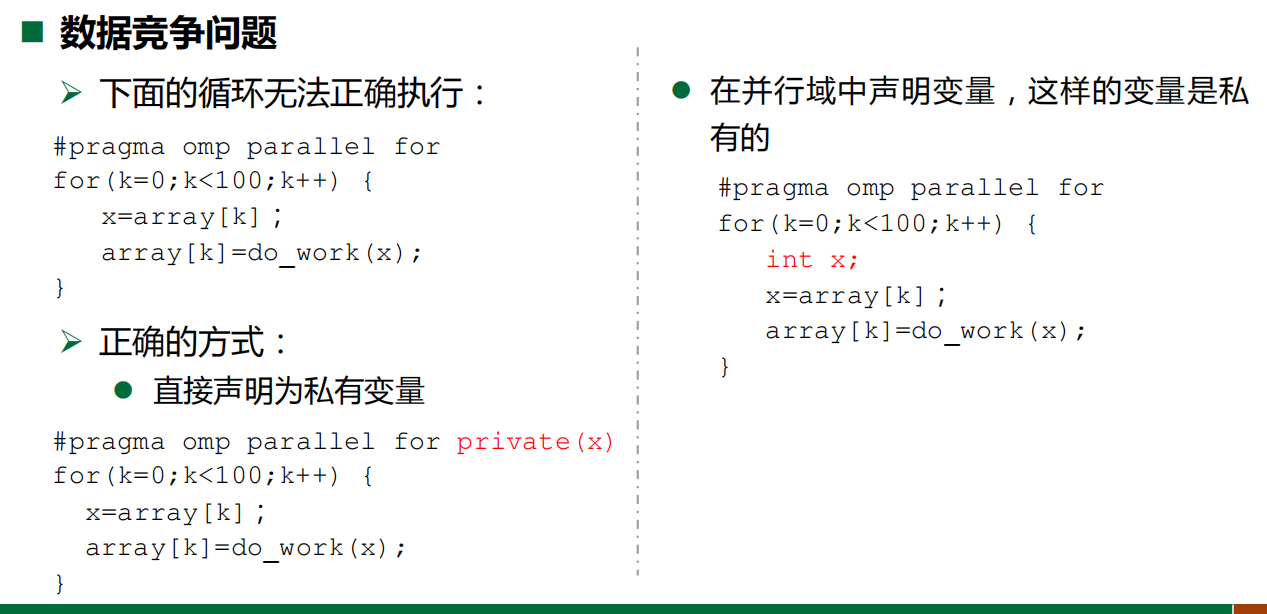 数据竞争问题
下面的循环无法正确执行：
#pragma omp parallel for
for(k=0;k<100;k++) {
x=array[k];
array[k]=do_work(x);
}
正确的方式：
直接声明为私有变量
#pragma omp parallel for private(x)
for(k=0;k<100;k++) {
x=array[k];
array[k]=do_work(x);
}
在并行域中声明变量，这样的变量是私
有的
#pragma omp parallel for
for(k=0;k<100;k++) {
int x;
x=array[k];
array[k]=do_work(x);
}